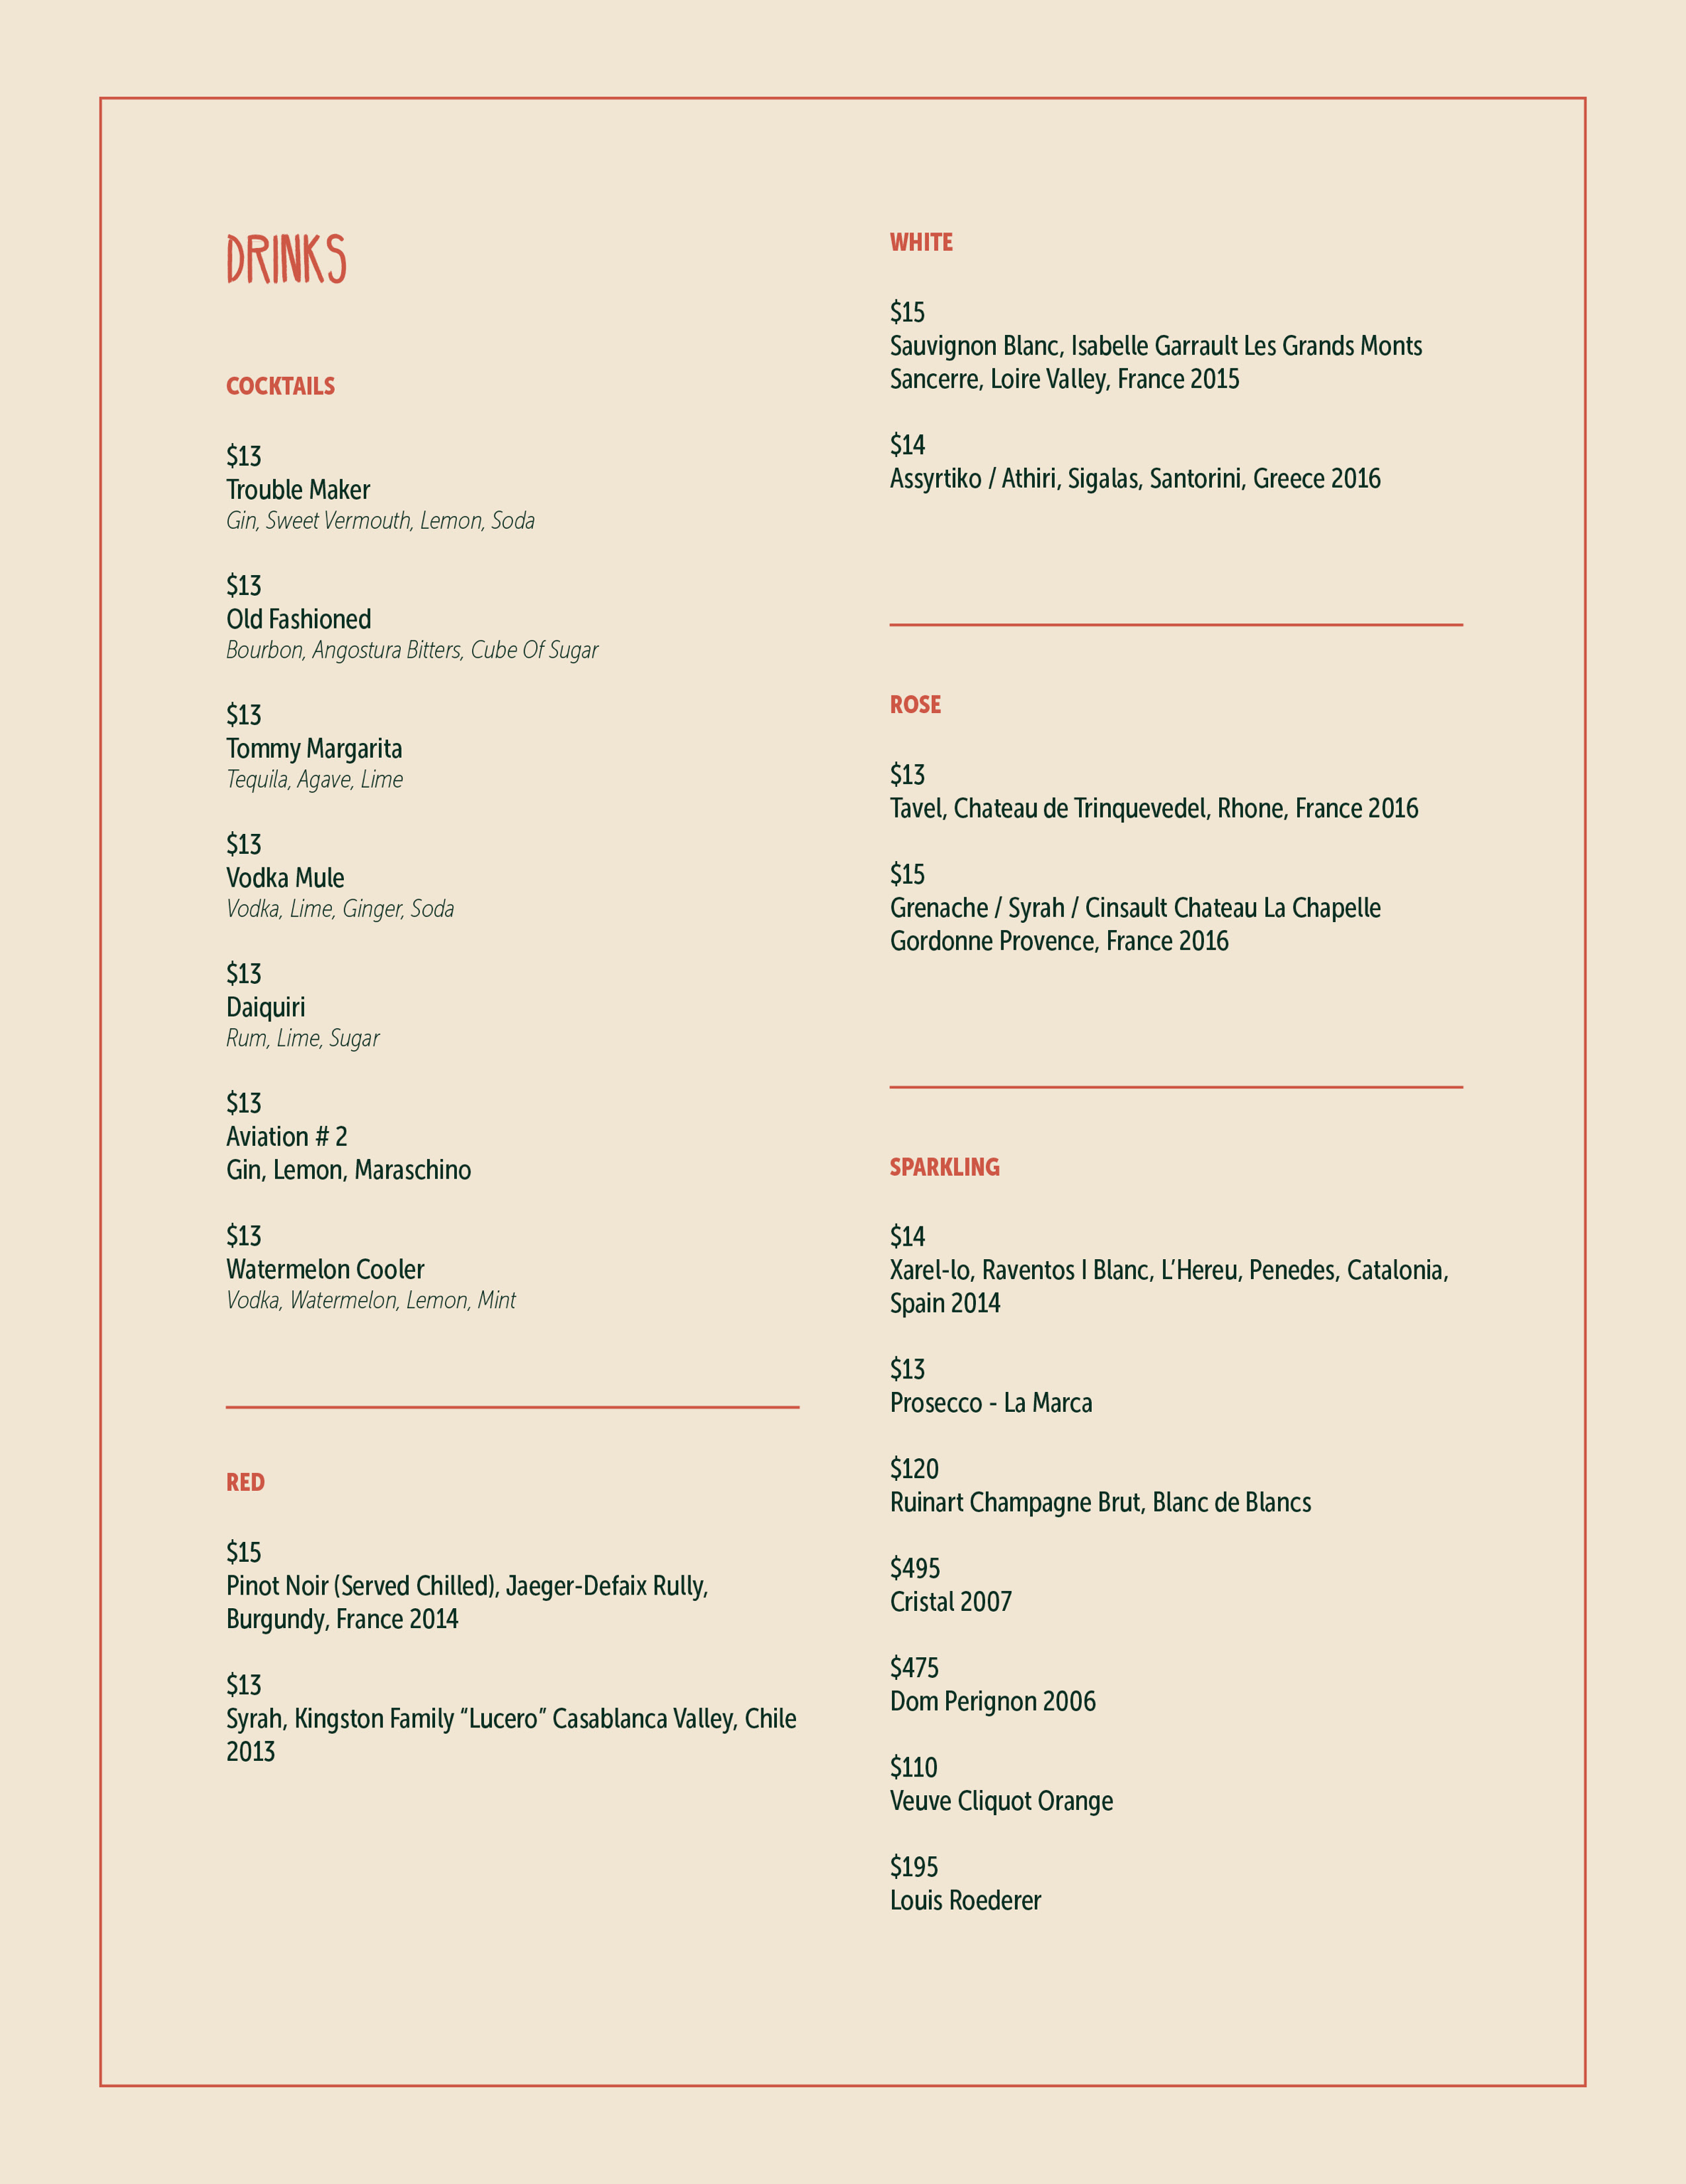 DRINKS
COCKTAILS
$13
Trouble Maker
Gin, Sweet Vermouth, Lemon, Soda
$13
Old Fashioned
Bourbon, Angostura Bitters, Cube Of Sugar
$13
Tommy Margarita
Tequila, Agave, Lime
$13
Vodka Mule
Vodka, Lime, Ginger, Soda
$13
Daiquiri
Rum, Lime, Sugar
$13
Aviation # 2
Gin, Lemon, Maraschino
$13
Watermelon Cooler
Vodka, Watermelon, Lemon, Mint
RED
$15
Pinot Noir (Served Chilled), Jaeger-Defaix Rully,
Burgundy, France 2014
$13
Syrah, Kingston Family “Lucero” Casablanca Valley, Chile
2013
WHITE
$15
Sauvignon Blanc, Isabelle Garrault Les Grands Monts
Sancerre, Loire Valley, France 2015
$14
Assyrtiko / Athiri, Sigalas, Santorini, Greece 2016
ROSE
$13
Tavel, Chateau de Trinquevedel, Rhone, France 2016
$15
Grenache / Syrah / Cinsault Chateau La Chapelle
Gordonne Provence, France 2016
SPARKLING
$14
Xarel-lo, Raventos I Blanc, L’Hereu, Penedes, Catalonia,
Spain 2014
$13
Prosecco - La Marca
$120
Ruinart Champagne Brut, Blanc de Blancs
$495
Cristal 2007
$475
Dom Perignon 2006
$110
Veuve Cliquot Orange
$195
Louis Roederer